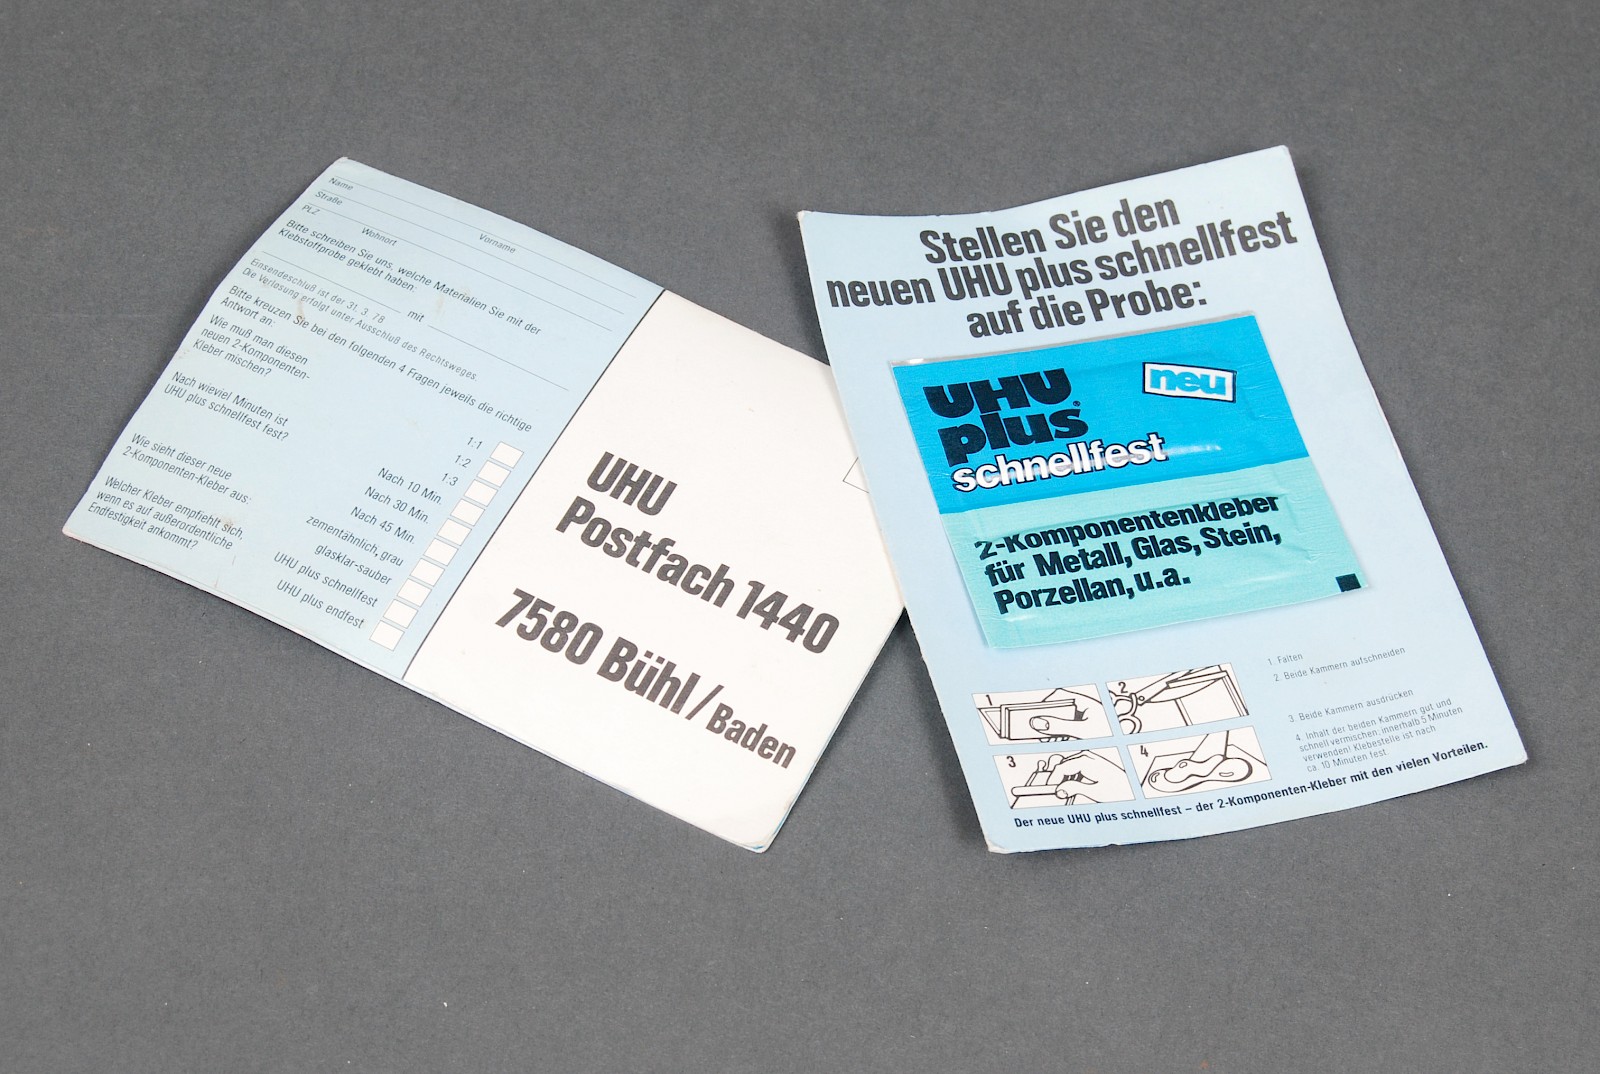 Name
Vorname
Straße
PLZ
Wohnort
Bitte schreiben Sie uns, welche Materialien Sie mit der
Klebstoffprobe geklebt haben:
mit
Einsendeschluß ist der 31. 3. 78
Die Verlosung erfolgt unter Ausschluß des Rechtsweges.
Bitte kreuzen Sie bei den folgenden 4 Fragen jeweils die richtige
Antwort an:
Wie muß man diesen
neuen 2-Komponenten-
Kleber mischen?
1:1
1:2
1:3
Nach wieviel Minuten ist
UHU plus schnellfest fest?
Nach 10 Min.
Nach 30 Min.
Nach 45 Min.
Wie sieht dieser neue
2-Komponenten-Kleber aus:
zementähnlich, grau
glasklar-sauber
Welcher Kleber empfiehlt sich,
wenn es auf außerordentliche
Endfestigkeit ankommt?
UHU plus schnellfest
UHU plus endfest
UHU
Postfach 1440
7580 Bühl/Baden
Stellen Sie den
neuen UHU plus schnellfest
auf die Probe:
UHU
plus®
schnellfest
neu
2-Komponentenkleber
für Metall, Glas, Stein,
Porzellan, u.a.
1
2
3
4
1. Falten
2. Beide Kammern aufschneiden
3. Beide Kammern ausdrücken
4. Inhalt der beiden Kammern gut und
schnell vermischen, innerhalb 5 Minuten
verwenden! Klebestelle ist nach
ca. 10 Minuten fest.
Der neue UHU plus schnellfest – der 2-Komponenten-Kleber mit den vielen Vorteilen.